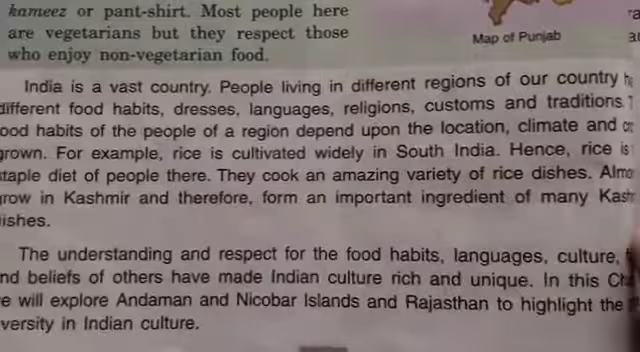 kameez or pant-shirt. Most people here
are vegetarians but they respect those
who enjoy non-vegetarian food.
Map of Punjab
India is a vast country. People living in different regions of our country
different food habits, dresses, languages, religions, customs and traditions.
ood habits of the people of a region depend upon the location, climate and
grown. For example, rice is cultivated widely in South India. Hence, rice is
staple diet of people there. They cook an amazing variety of rice dishes. Almo
grow in Kashmir and therefore, form an important ingredient of many Kash
ishes.
The understanding and respect for the food habits, languages, culture,
nd beliefs of others have made Indian culture rich and unique. In this Ch
e will explore Andaman and Nicobar Islands and Rajasthan to highlight the
versity in Indian culture.